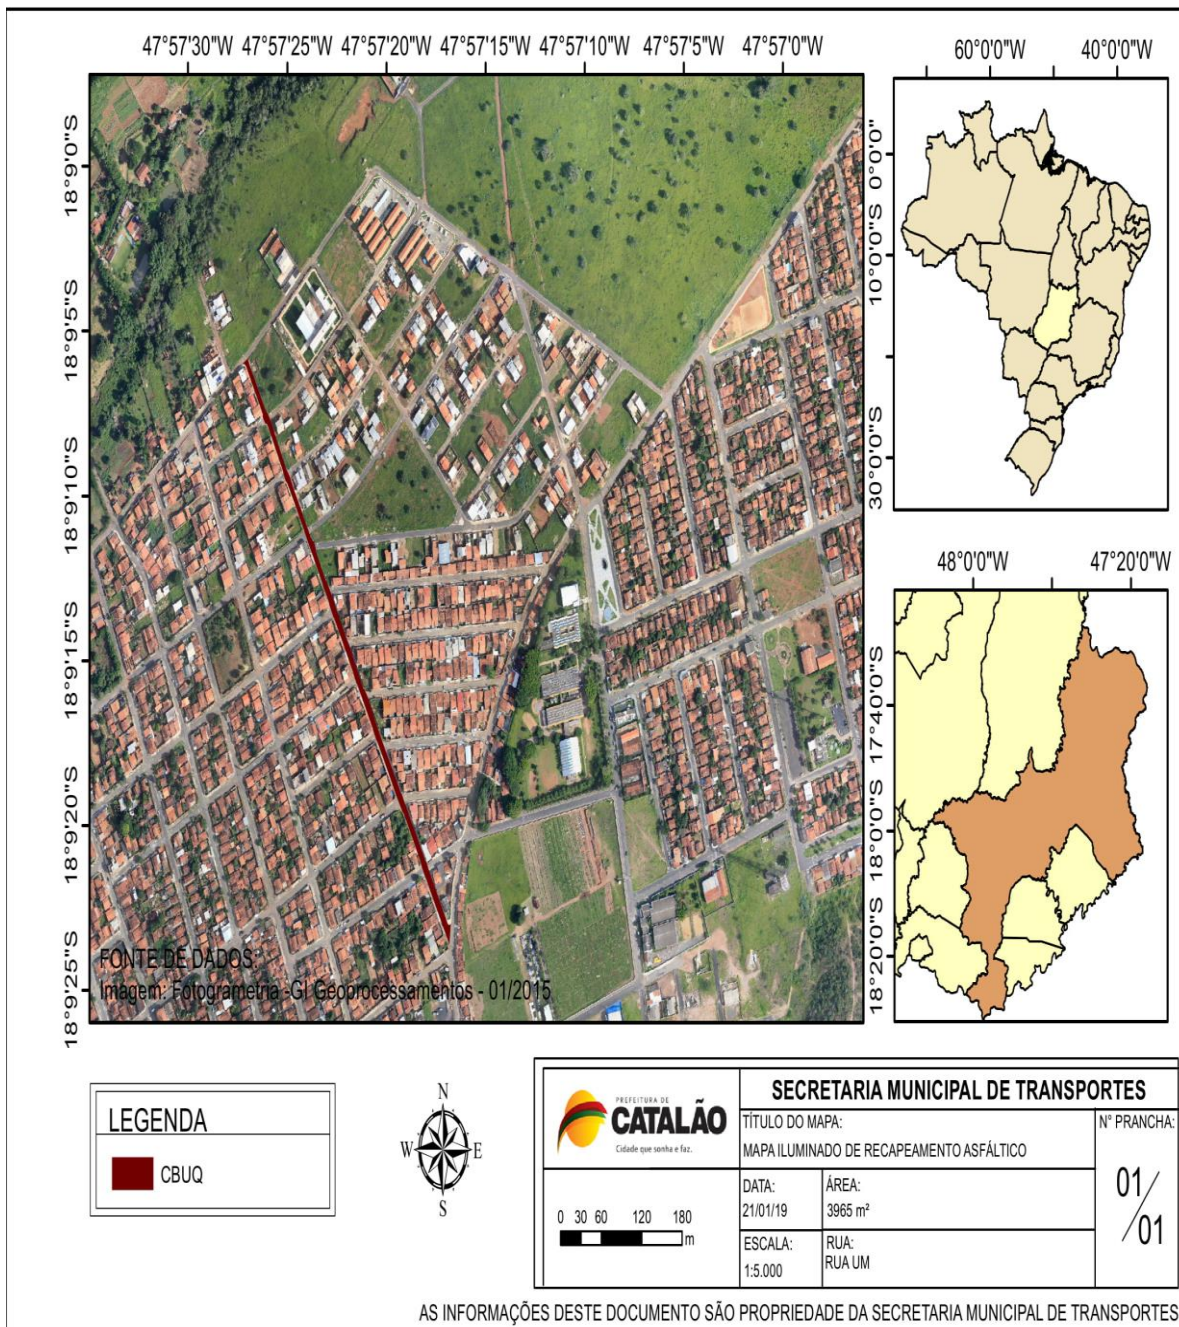 47°57'30"W 47°57'25"W 47°57'20"W 47°57'15"W 47°57'10"W 47°57'5"W 47°57'0"W
18°9'0"S
18°9'5"S
18°9'10"S
18°9'15"S
18°9'20"S
18°9'25"S
FONTE DE DADOS:
Imagem: Fotogrametria -GI Geoprocessamentos - 01/2015
60°0'0"W 40°0'0"W
0°0'0"
10°0'0"S
30°0'0"S
48°0'0"W 47°20'0"W
17°40'0"S
18°0'0"S
18°20'0"S
LEGENDA
CBUQ
N
W E
S
PREFEITURA DE
CATALÃO
Cidade que sonha e faz.
0 30 60 120 180
m
SECRETARIA MUNICIPAL DE TRANSPORTES
TÍTULO DO MAPA:
MAPA ILUMINADO DE RECAPEAMENTO ASFÁLTICO
N° PRANCHA:
01/01
DATA:
21/01/19
ÁREA:
3965 m²
ESCALA:
1:5.000
RUA:
RUA UM
AS INFORMAÇÕES DESTE DOCUMENTO SÃO PROPRIEDADE DA SECRETARIA MUNICIPAL DE TRANSPORTES